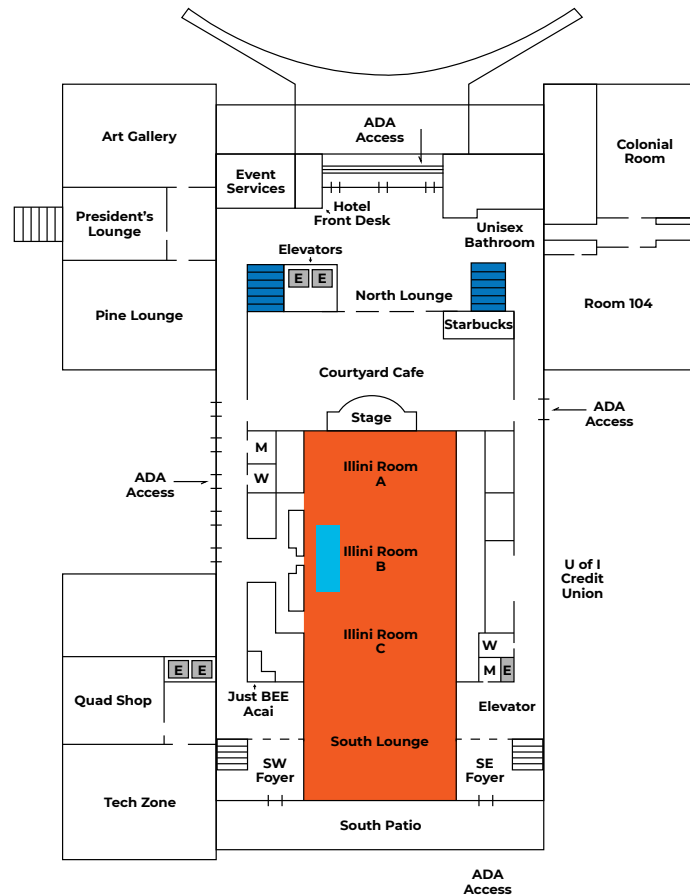 Art Gallery
ADA
Access
Colonial
Room
Event
Services
President's
Lounge
Hotel
Front Desk
Unisex
Bathroom
Elevators
E
E
North Lounge
Pine Lounge
Room 104
Starbucks
Courtyard Cafe
Stage
ADA
Access
M
W
Illini Room
A
ADA
Access
Illini Room
B
U of I
Credit
Union
Illini Room
C
W
M
E
E
E
Quad Shop
Just BEE
Acai
Elevator
South Lounge
SW
Foyer
SE
Foyer
Tech Zone
South Patio
ADA
Access